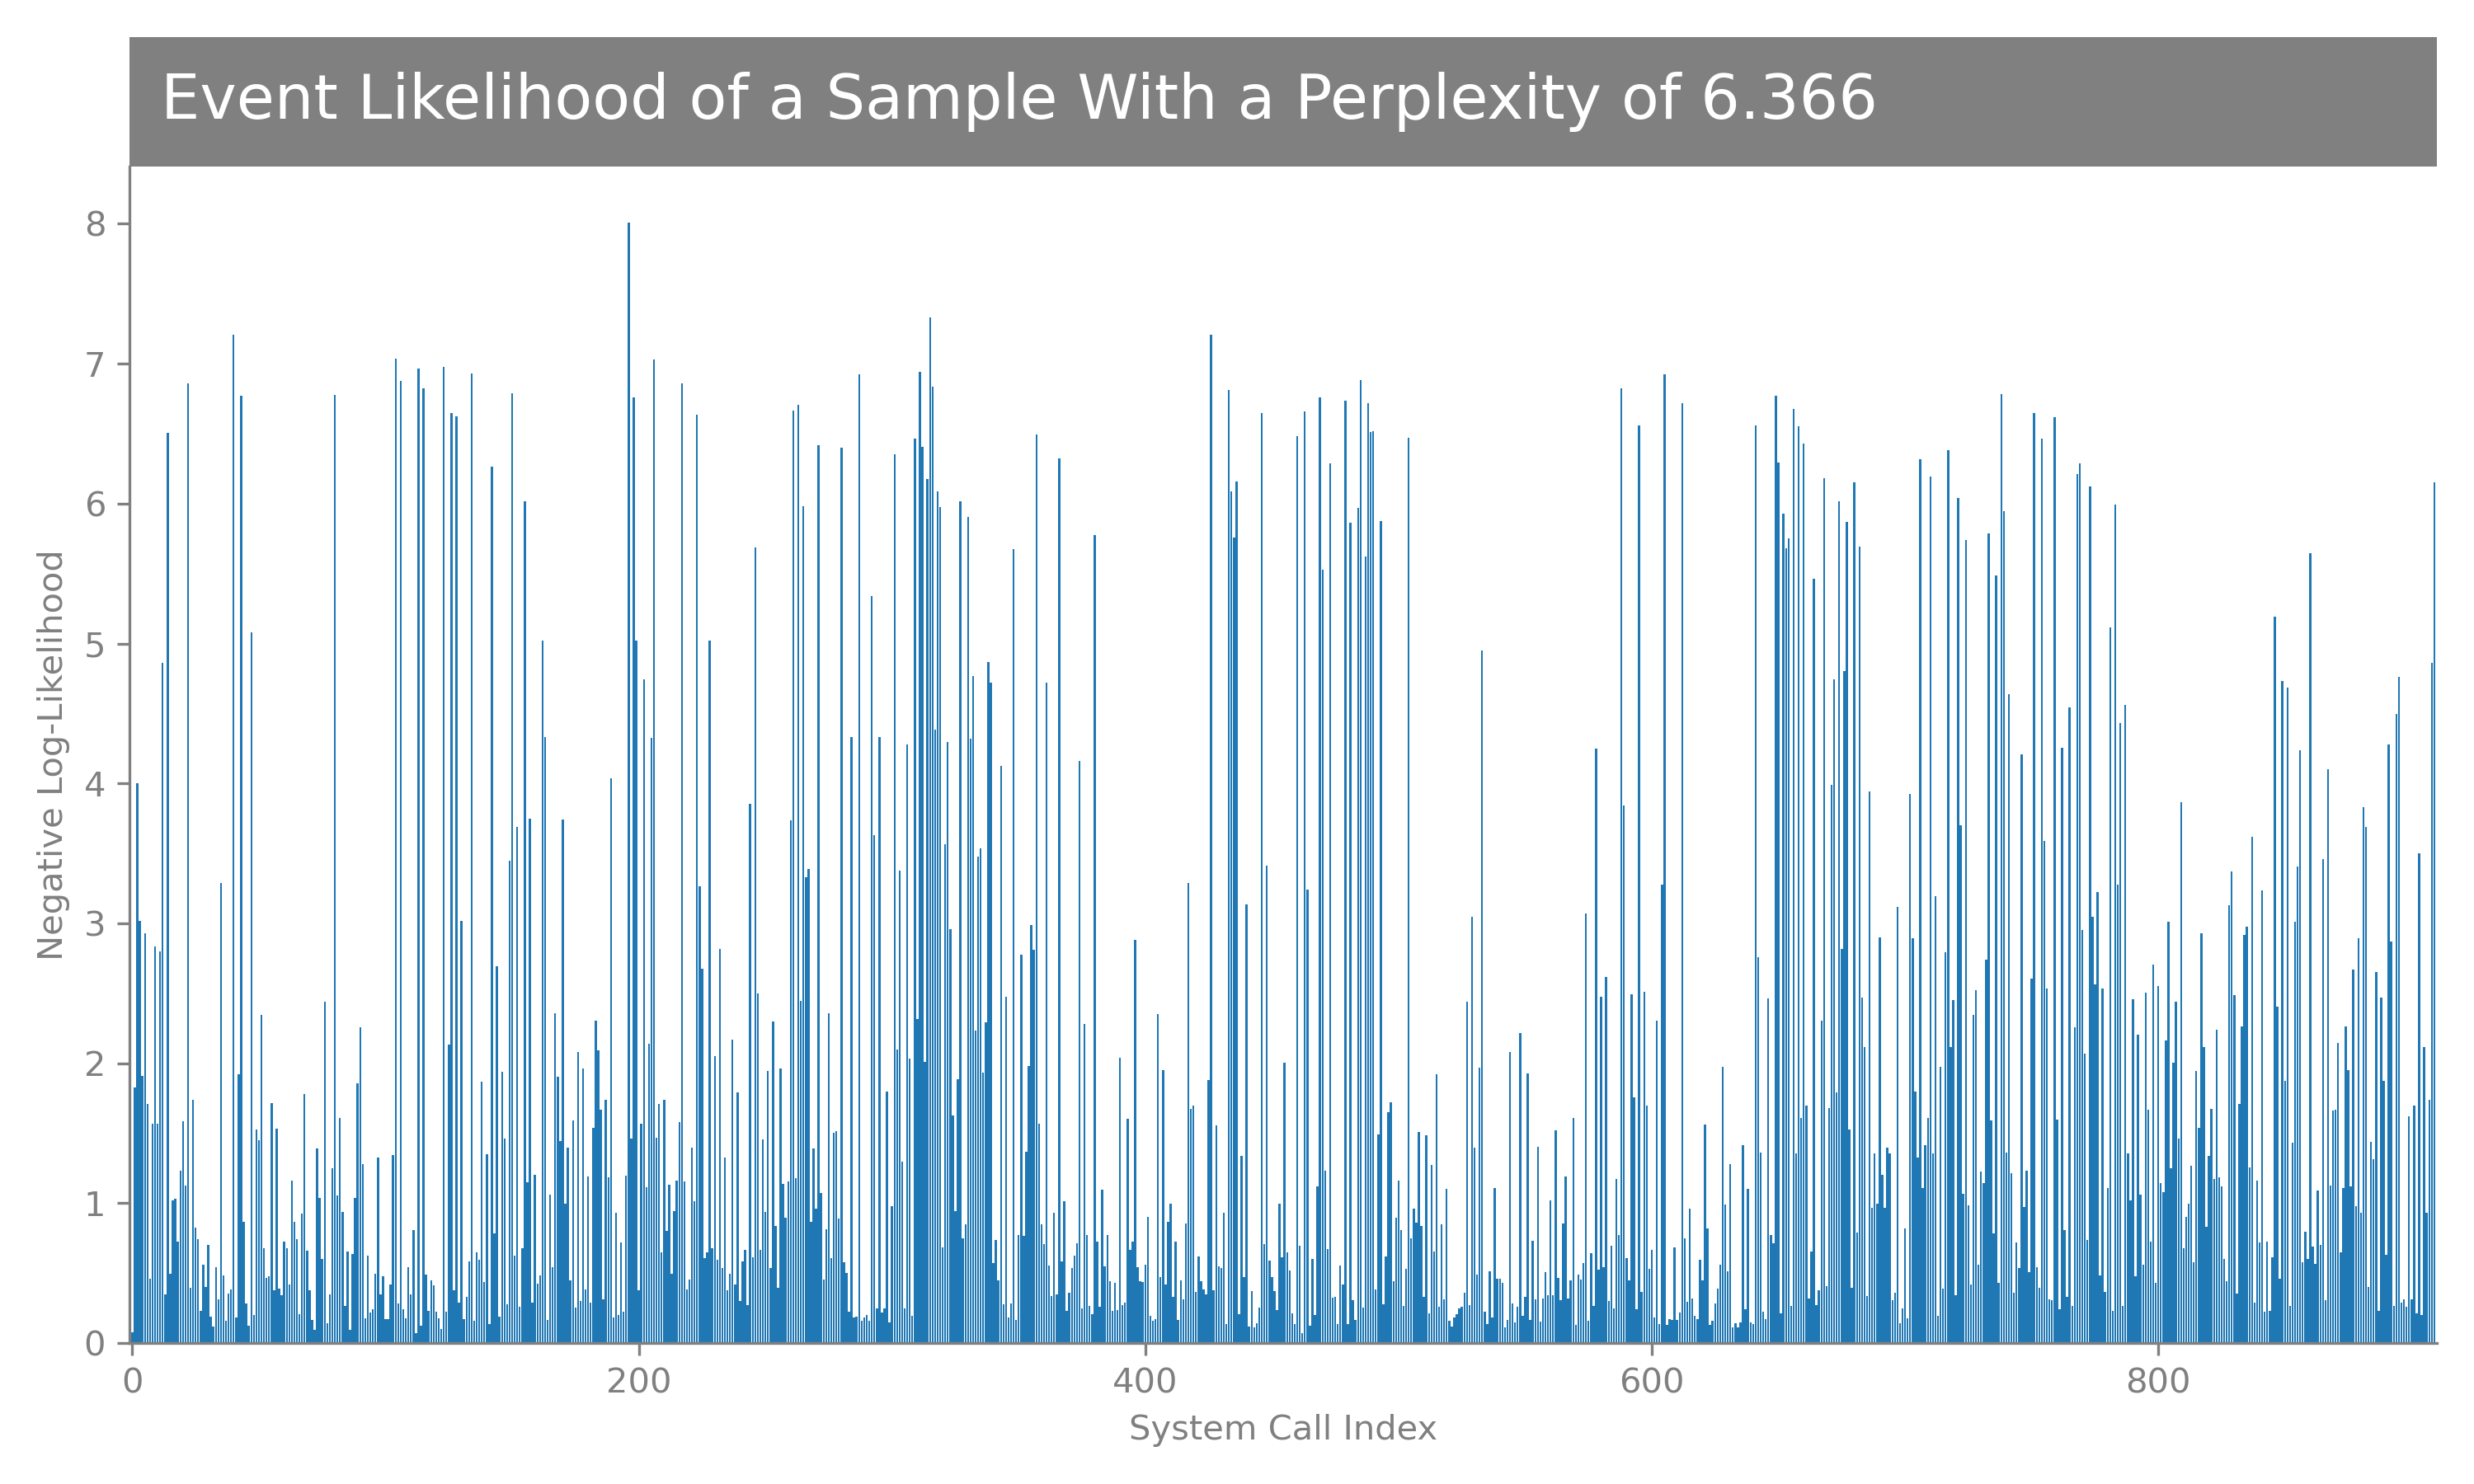 Event Likelihood of a Sample With a Perplexity of 6.366
8
7
6
5
4
3
2
1
0
Negative Log-Likelihood
0 200 400 600 800
System Call Index